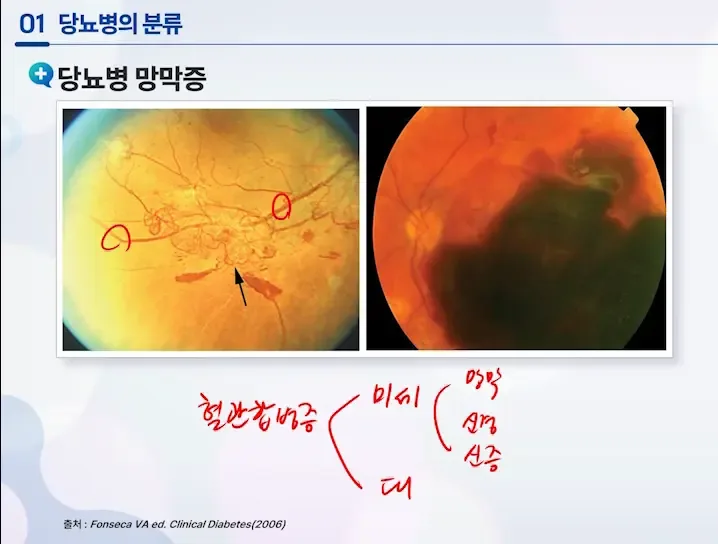 01 당뇨병의 분류
당뇨병 망막증
혈관합병증
미세
망막
신경
신증
대
출처 : Fonseca VA ed. Clinical Diabetes(2006)